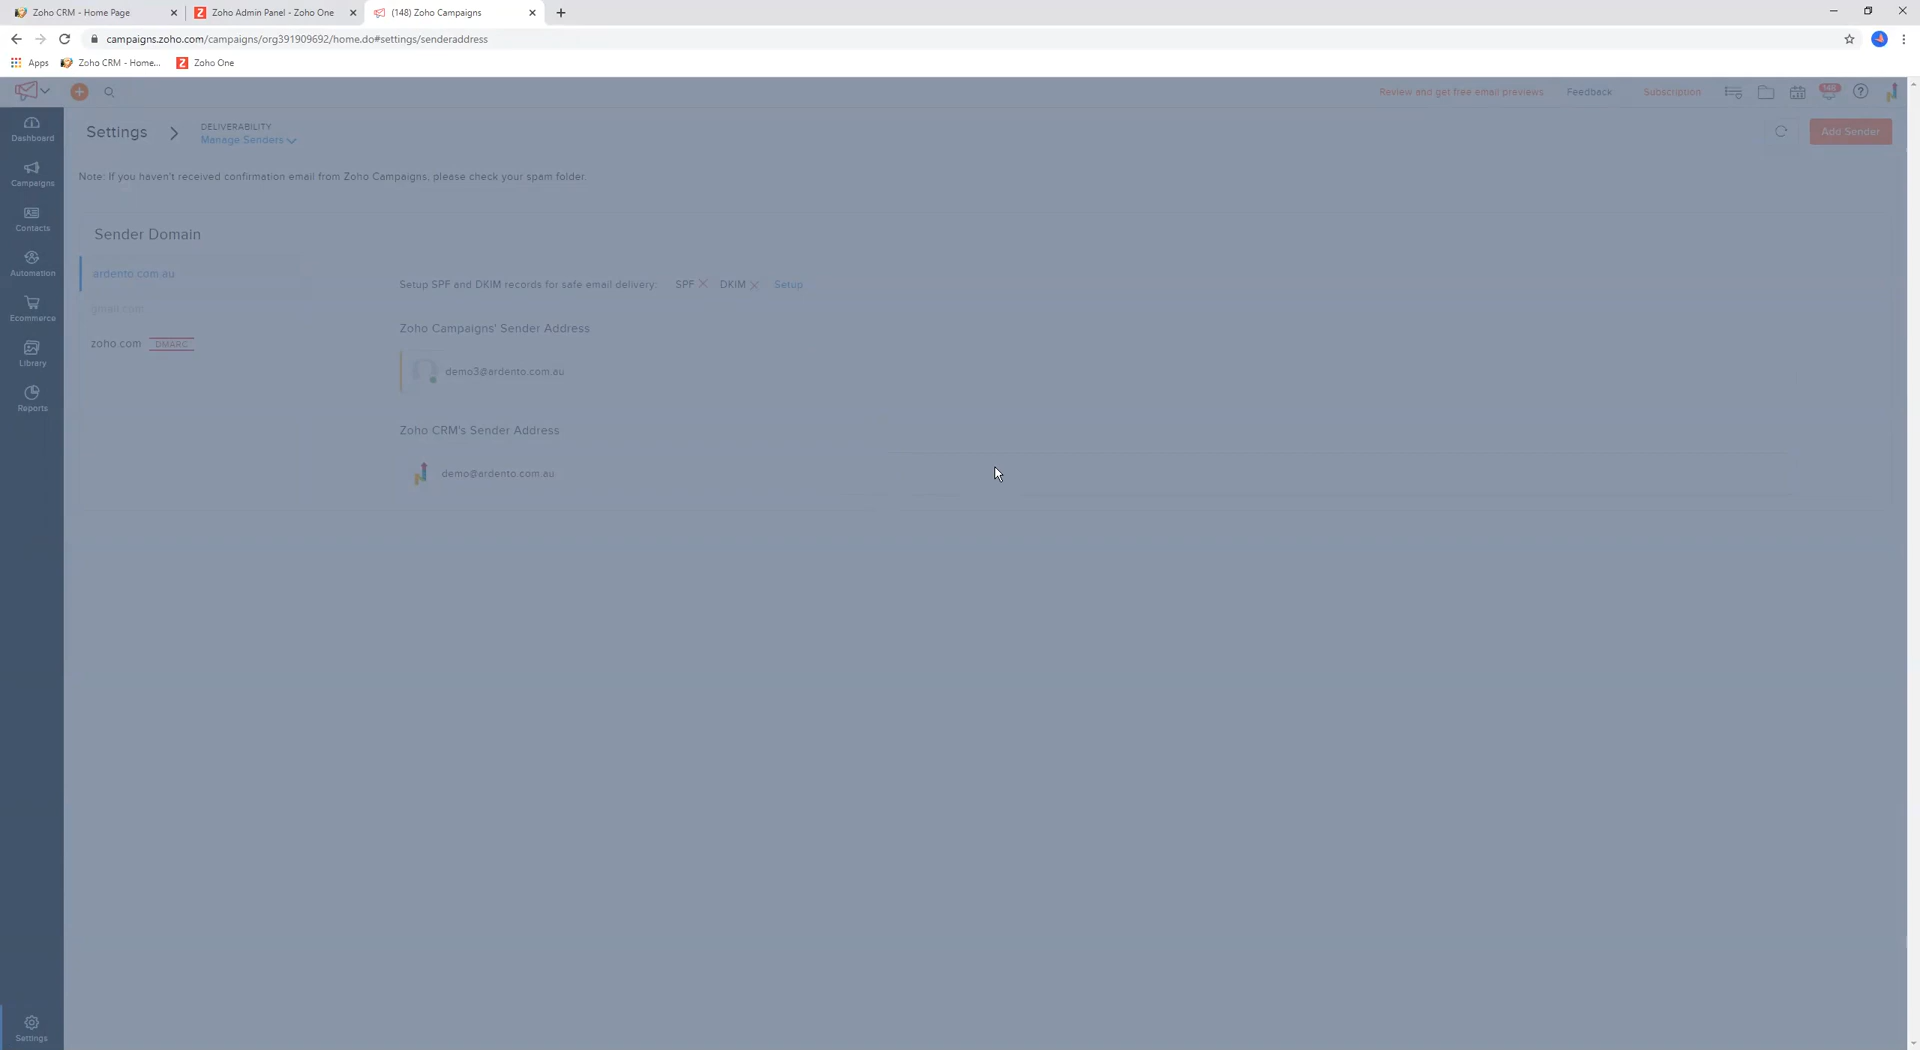 Zoho CRM - Home Page
Zoho Admin Panel - Zoho One
(148) Zoho Campaigns
campaigns.zoho.com/campaigns/org391909692/home.do#settings/senderaddress
Apps
Zoho CRM - Home...
Zoho One
Review and get free email previews
Feedback
Subscription
148
Dashboard
Campaigns
Contacts
Automation
Ecommerce
Library
Reports
Settings
Settings
DELIVERABILITY
Manage Senders
Add Sender
Note: If you haven't received confirmation email from Zoho Campaigns, please check your spam folder.
Sender Domain
ardento.com.au
gmail.com
zoho.com DMARC
Setup SPF and DKIM records for safe email delivery: SPF DKIM Setup
Zoho Campaigns' Sender Address
demo3@ardento.com.au
Zoho CRM's Sender Address
demo@ardento.com.au